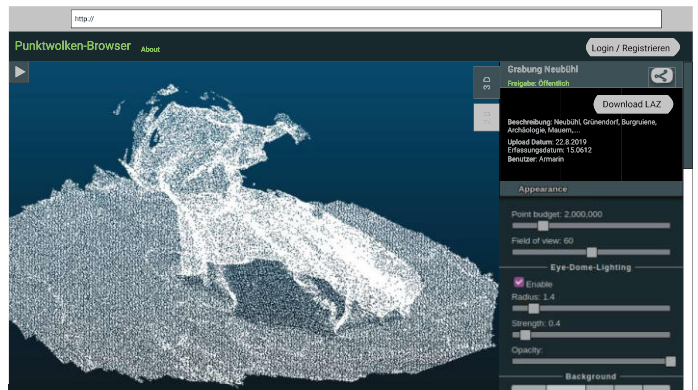 http://
Punktwolken-Browser
About
Login / Registrieren
3D
Grabung Neubühl
Freigabe: Öffentlich
Download LAZ
Beschreibung: Neubühl, Grünendorf, Burgruiene,
Archäologie, Mauern,....
Upload Datum: 22.8.2019
Erfassungsdatum: 15.0612
Benutzer: Armarin
Appearance
Point budget: 2,000,000
Field of view: 60
Eye-Dome-Lighting
Enable
Radius: 1.4
Strength: 0.4
Opacity:
Background